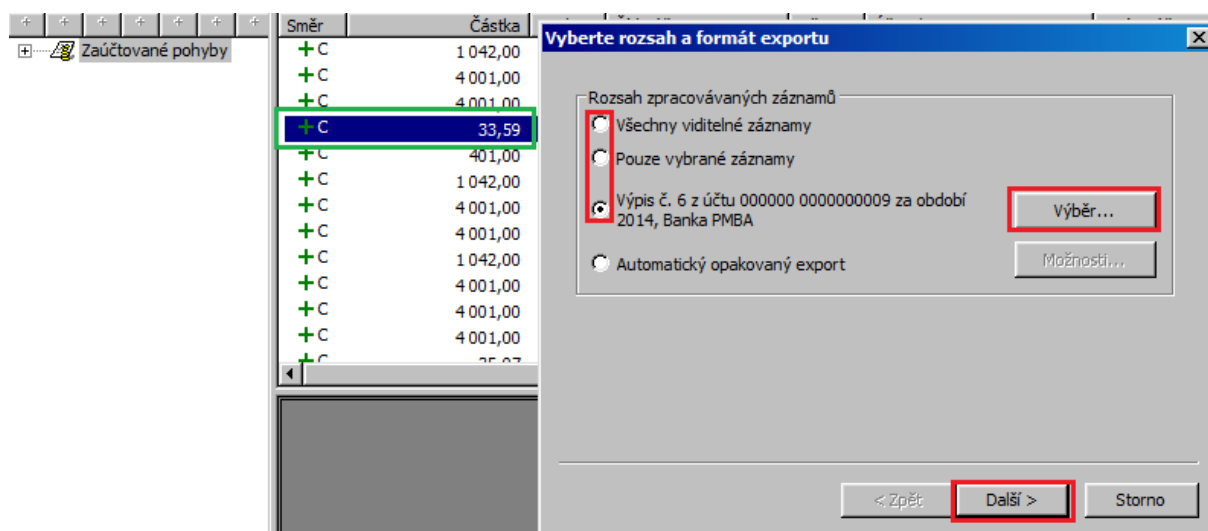 Směr Částka
Zaúčtované pohyby
+ C 1 042,00
+ C 4 001,00
+ C 4 001,00
+ C 33,59
+ C 401,00
+ C 1 042,00
+ C 4 001,00
+ C 4 001,00
+ C 1 042,00
+ C 4 001,00
+ C 4 001,00
+ C 4 001,00
Vyberte rozsah a formát exportu
Rozsah zpracovávaných záznamů
Všechny viditelné záznamy
Pouze vybrané záznamy
Výpis č. 6 z účtu 000000 0000000009 za období
2014, Banka PMBA
Výběr...
Automatický opakovaný export
Možnosti...
< Zpět Další > Storno